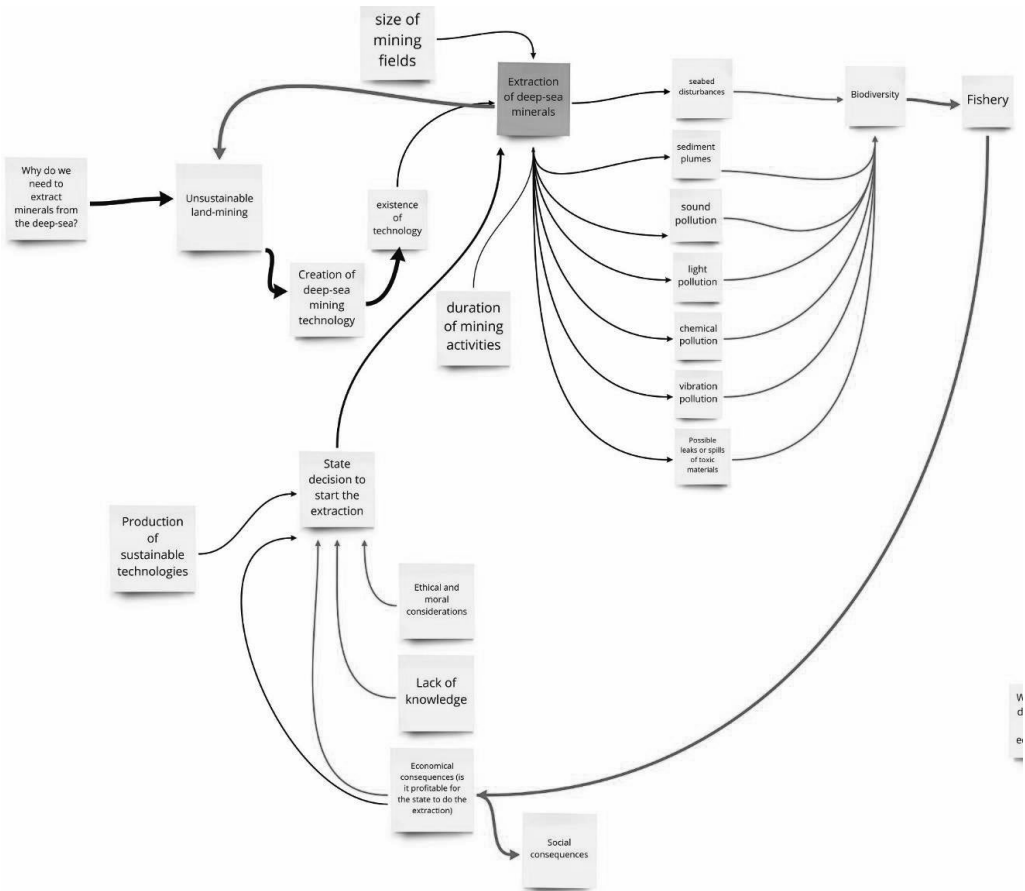 size of
mining
fields
Extraction
of deep-sea
minerals
seabed
disturbances
Biodiversity
Fishery
sediment
plumes
Why do we
need to
extract
minerals from
the deep-sea?
Unsustainable
land-mining
existence
of
technology
sound
pollution
light
pollution
Creation of
deep-sea
mining
technology
duration
of mining
activities
chemical
pollution
vibration
pollution
Possible
leaks or spills
of toxic
materials
State
decision to
start the
extraction
Production
of
sustainable
technologies
Ethical and
moral
considerations
Lack of
knowledge
W
d
e
Economical
consequences (is
it profitable for
the state to do the
extraction)
Social
consequences